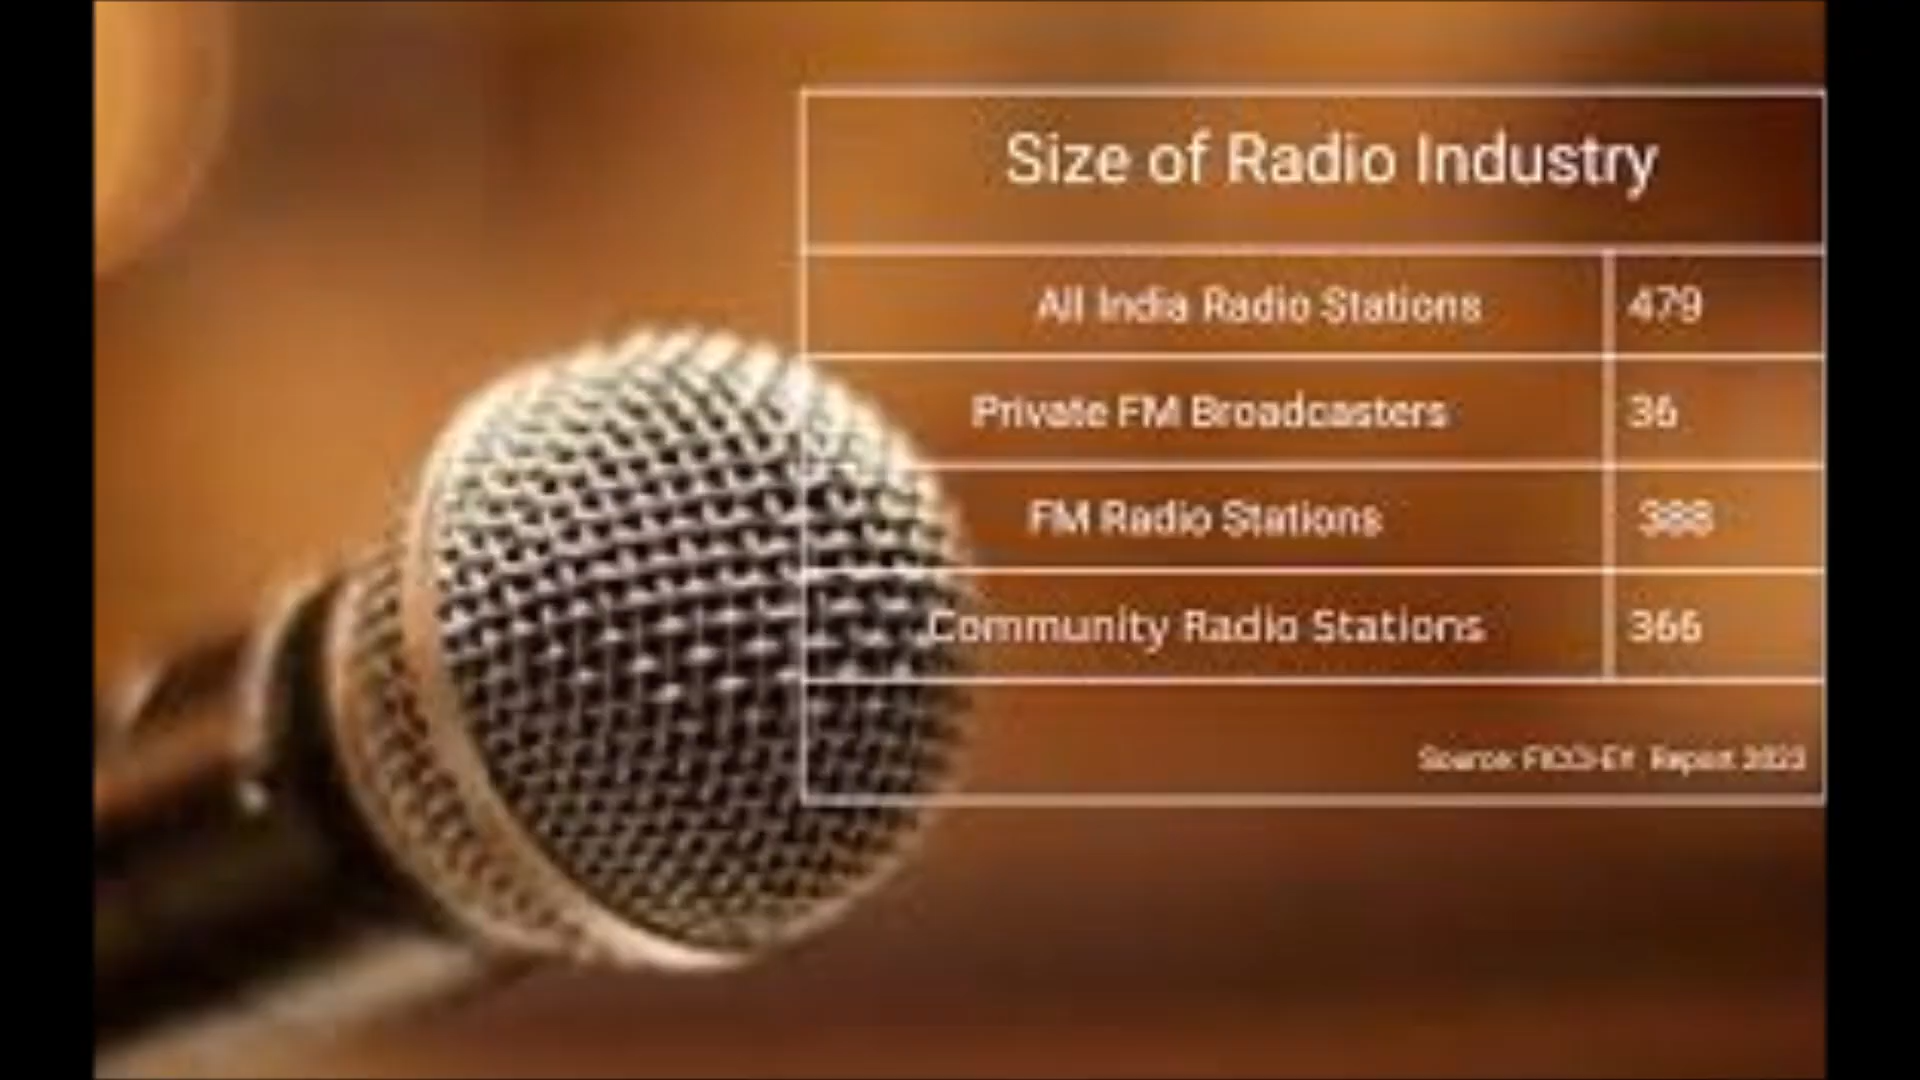 Size of Radio Industry
All India Radio Stations 479
Private FM Broadcasters 36
FM Radio Stations 388
Community Radio Stations 366
Source: FICCI-EY Report 2023